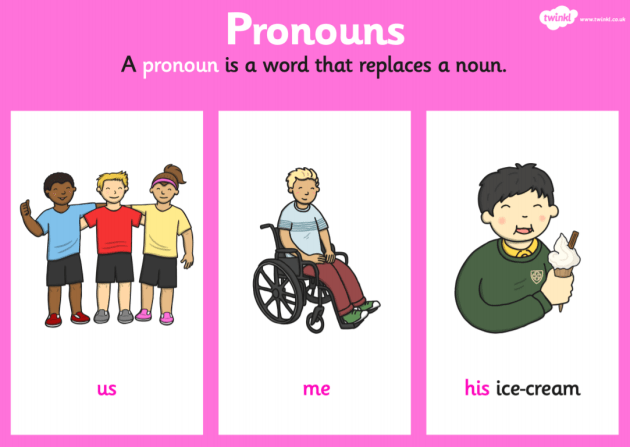 Pronouns
twinkl www.twinkl.co.uk
A pronoun is a word that replaces a noun.
us
me
his ice-cream